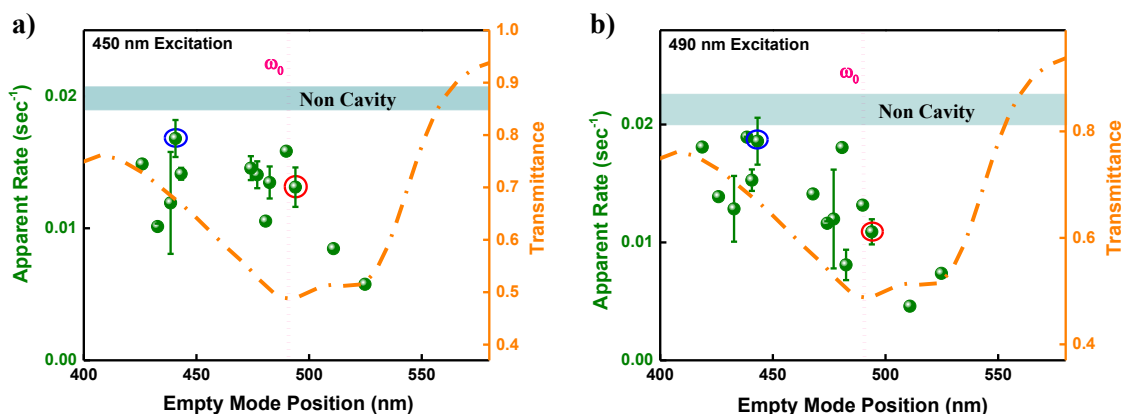 a)
450 nm Excitation
ω0
Non Cavity
Apparent Rate (sec-1)
0.02
0.01
0.00
400
450
500
550
Empty Mode Position (nm)
1.0
0.9
0.8
0.7
0.6
0.5
0.4
Transmittance
b)
490 nm Excitation
ω0
Non Cavity
Apparent Rate (sec-1)
0.02
0.01
0.00
400
450
500
550
Empty Mode Position (nm)
0.8
0.6
0.4
Transmittance